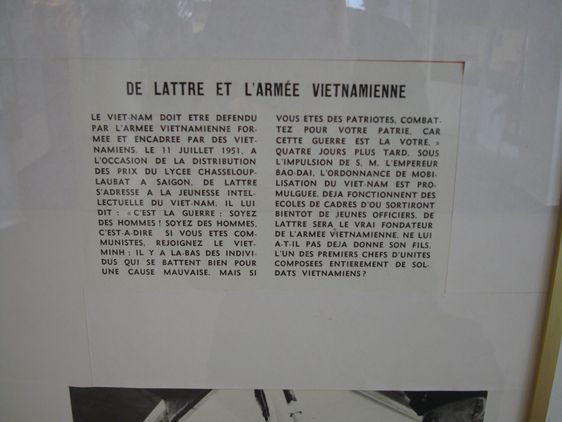 DE LATTRE ET L'ARMÉE VIETNAMIENNE
LE VIET-NAM DOIT ETRE DEFENDU
PAR L'ARMEE VIETNAMIENNE FOR-
MEE ET ENCADREE PAR DES VIET-
NAMIENS. LE 11 JUILLET 1951, A
L'OCCASION DE LA DISTRIBUTION
DES PRIX DU LYCEE CHASSELOUP-
LAUBAT A SAIGON, DE LATTRE
S'ADRESSE A LA JEUNESSE INTEL-
LECTUELLE DU VIET-NAM. IL LUI
DIT : « C'EST LA GUERRE ; SOYEZ
DES HOMMES ! SOYEZ DES HOMMES,
C'EST-A-DIRE SI VOUS ETES COM-
MUNISTES, REJOIGNEZ LE VIET-
MINH ; IL Y A LA-BAS DES INDIVI-
DUS QUI SE BATTENT BIEN POUR
UNE CAUSE MAUVAISE. MAIS SI
VOUS ETES DES PATRIOTES, COMBAT-
TEZ POUR VOTRE PATRIE, CAR
CETTE GUERRE EST LA VOTRE. »
QUATRE JOURS PLUS TARD, SOUS
L'IMPULSION DE S. M. L'EMPEREUR
BAO-DAI, L'ORDONNANCE DE MOBI-
LISATION DU VIET-NAM EST PRO-
MULGUEE. DEJA FONCTIONNENT DES
ECOLES DE CADRES D'OU SORTIRONT
BIENTOT DE JEUNES OFFICIERS. DE
LATTRE SERA LE VRAI FONDATEUR
DE L'ARMEE VIETNAMIENNE. NE LUI
A-T-IL PAS DEJA DONNE SON FILS,
L'UN DES PREMIERS CHEFS D'UNITES
COMPOSEES ENTIEREMENT DE SOL-
DATS VIETNAMIENS ?